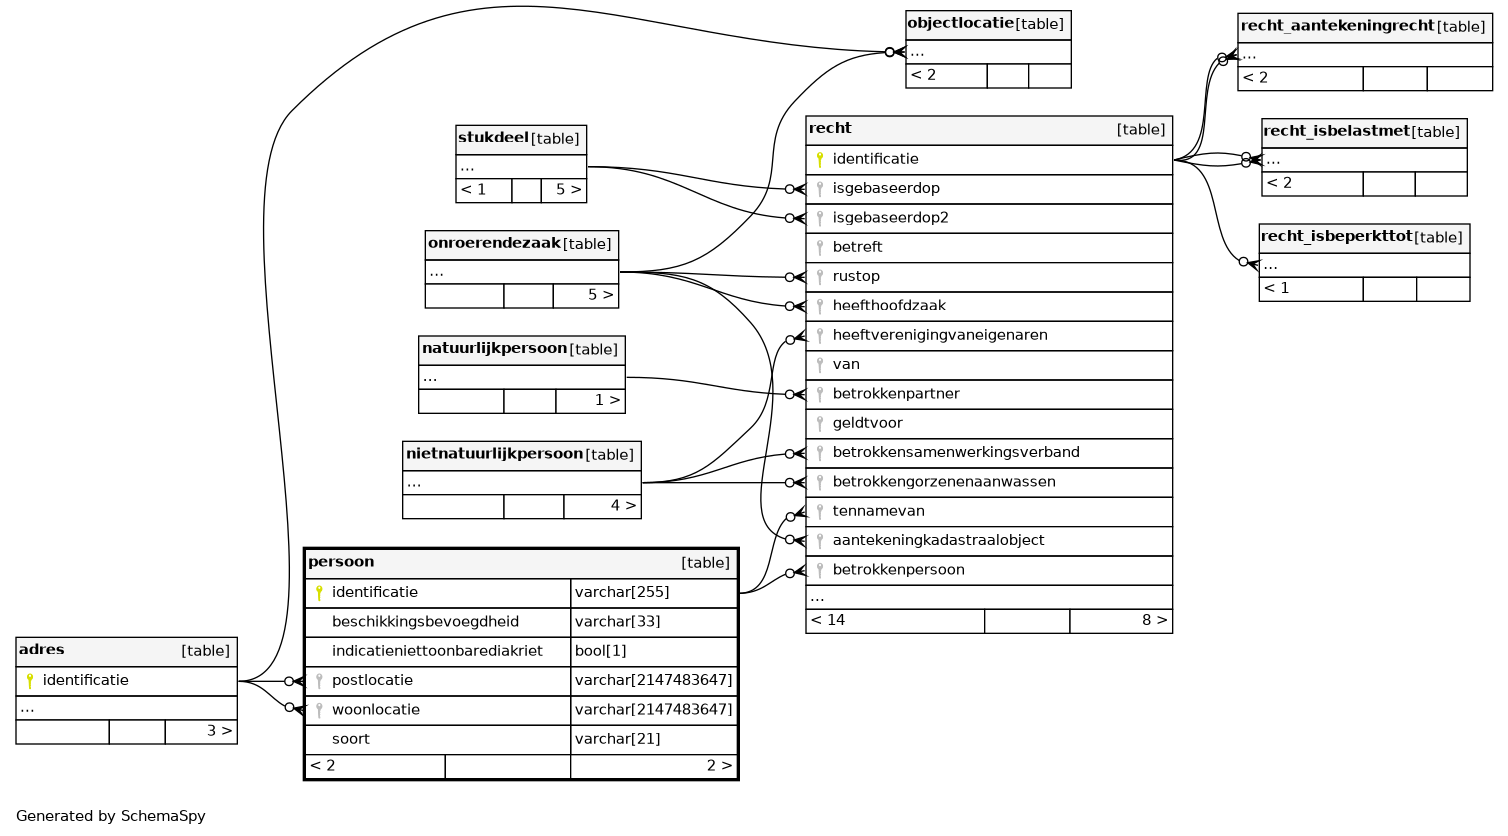 objectlocatie [table]
...
< 2
recht_aantekeningrecht [table]
...
< 2
stukdeel [table]
...
< 1 5 >
recht [table]
identificatie
isgebaseerdop
isgebaseerdop2
betreft
rustop
heefthoofdzaak
heeftverenigingvaneigenaren
van
betrokkenpartner
geldtvoor
betrokkensamenwerkingsverband
betrokkengorzenenaanwassen
tennamevan
aantekeningkadastraalobject
betrokkenpersoon
...
< 14 8 >
recht_isbelastmet [table]
...
< 2
onroerendezaak [table]
...
5 >
recht_isbeperkttot [table]
...
< 1
natuurlijkpersoon [table]
...
1 >
nietnatuurlijkpersoon [table]
...
4 >
persoon [table]
identificatie varchar[255]
beschikkingsbevoegdheid varchar[33]
indicatieniettoonbarediakriet bool[1]
postlocatie varchar[2147483647]
woonlocatie varchar[2147483647]
soort varchar[21]
< 2 2 >
adres [table]
identificatie
...
3 >
Generated by SchemaSpy